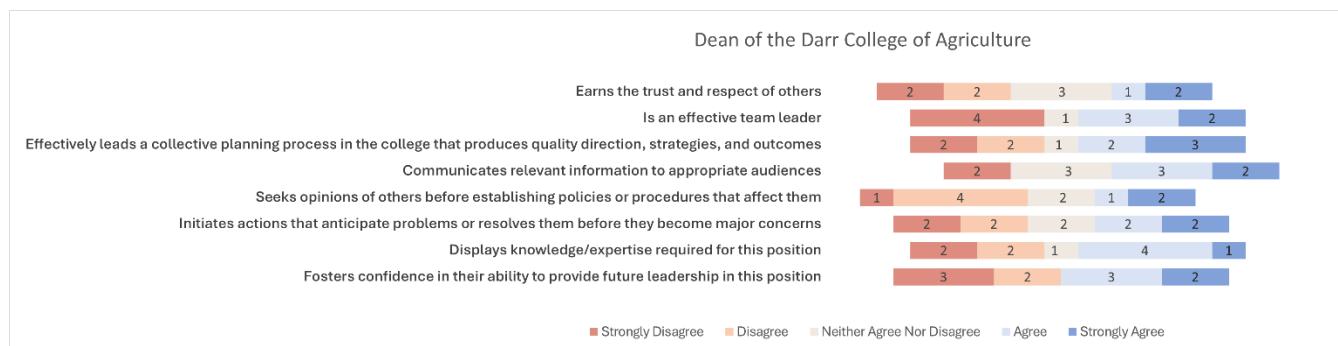 Dean of the Darr College of Agriculture
Earns the trust and respect of others 2 2 3 1 2
Is an effective team leader 4 1 3 2
Effectively leads a collective planning process in the college that produces quality direction, strategies, and outcomes 2 2 1 2 3
Communicates relevant information to appropriate audiences 2 3 3 2
Seeks opinions of others before establishing policies or procedures that affect them 1 4 2 1 2
Initiates actions that anticipate problems or resolves them before they become major concerns 2 2 2 2 2
Displays knowledge/expertise required for this position 2 2 1 4 1
Fosters confidence in their ability to provide future leadership in this position 3 2 3 2
Strongly Disagree Disagree Neither Agree Nor Disagree Agree Strongly Agree